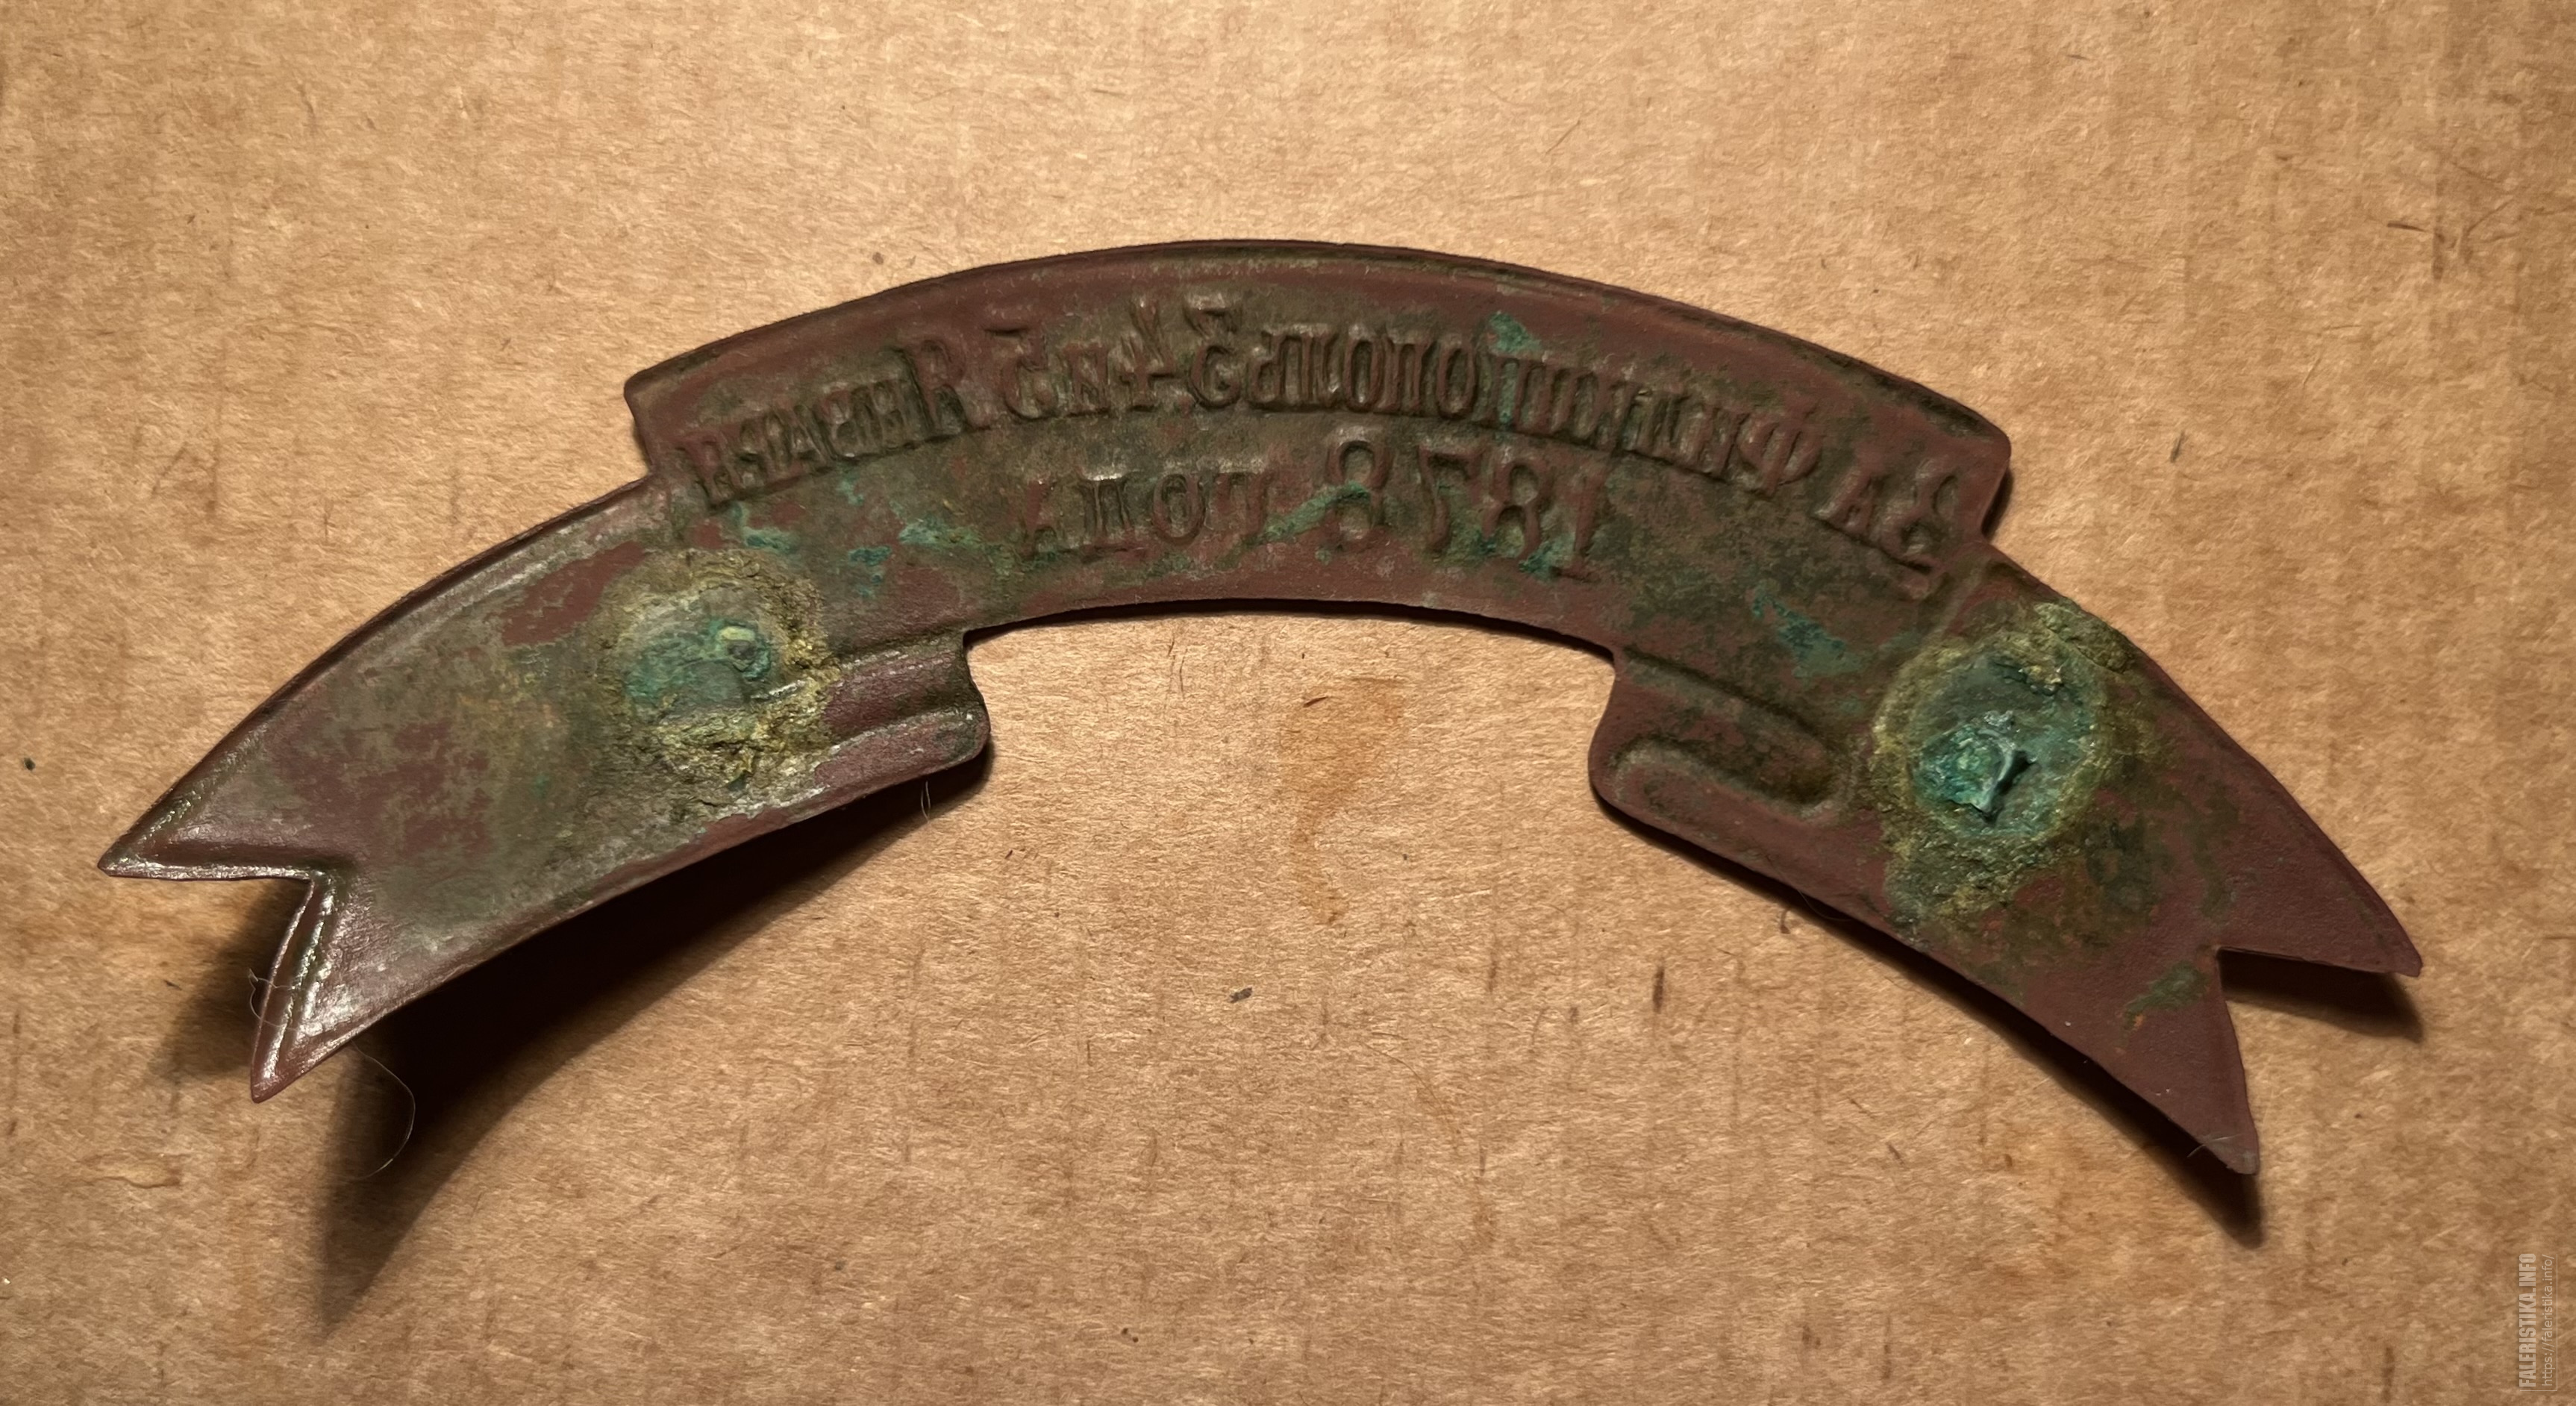 За Филиппополь 3.4 и 5 Января
1878 года
FALERISTIKA.INFO
https://faleristika.info/